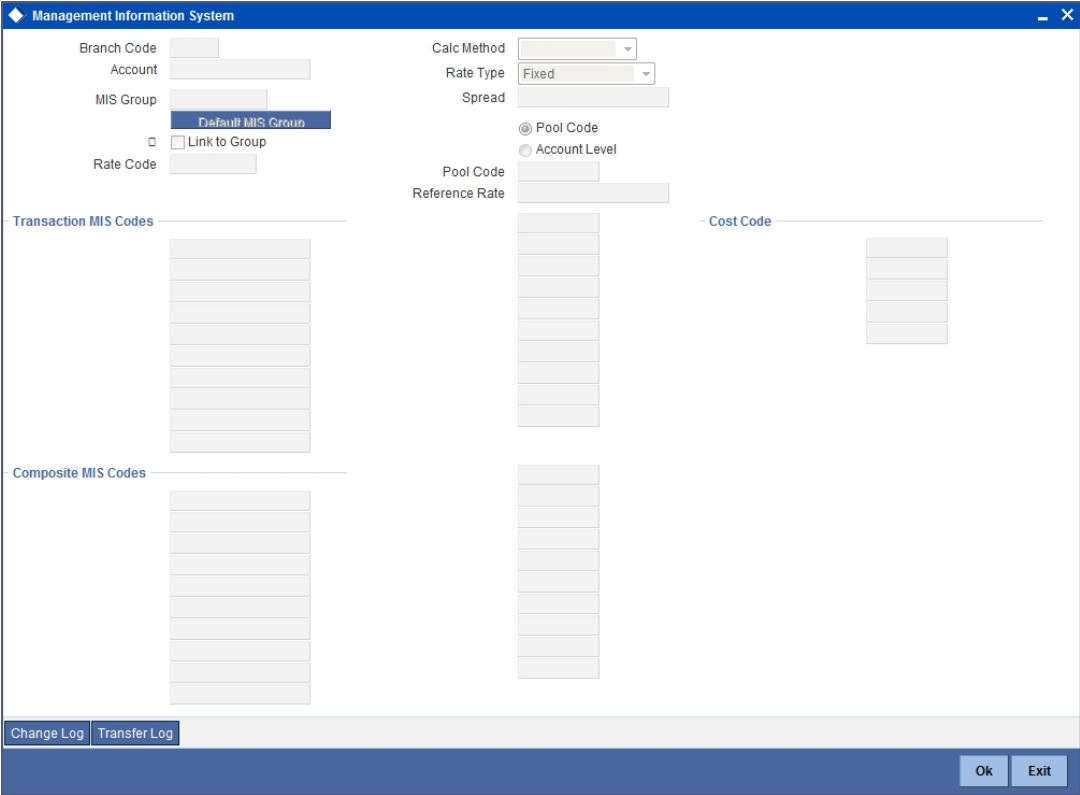 Management Information System
Branch Code
Account
MIS Group
Default MIS Group
Link to Group
Rate Code
Calc Method
Rate Type Fixed
Spread
Pool Code
Account Level
Pool Code
Reference Rate
Transaction MIS Codes
Cost Code
Composite MIS Codes
Change Log Transfer Log
Ok Exit